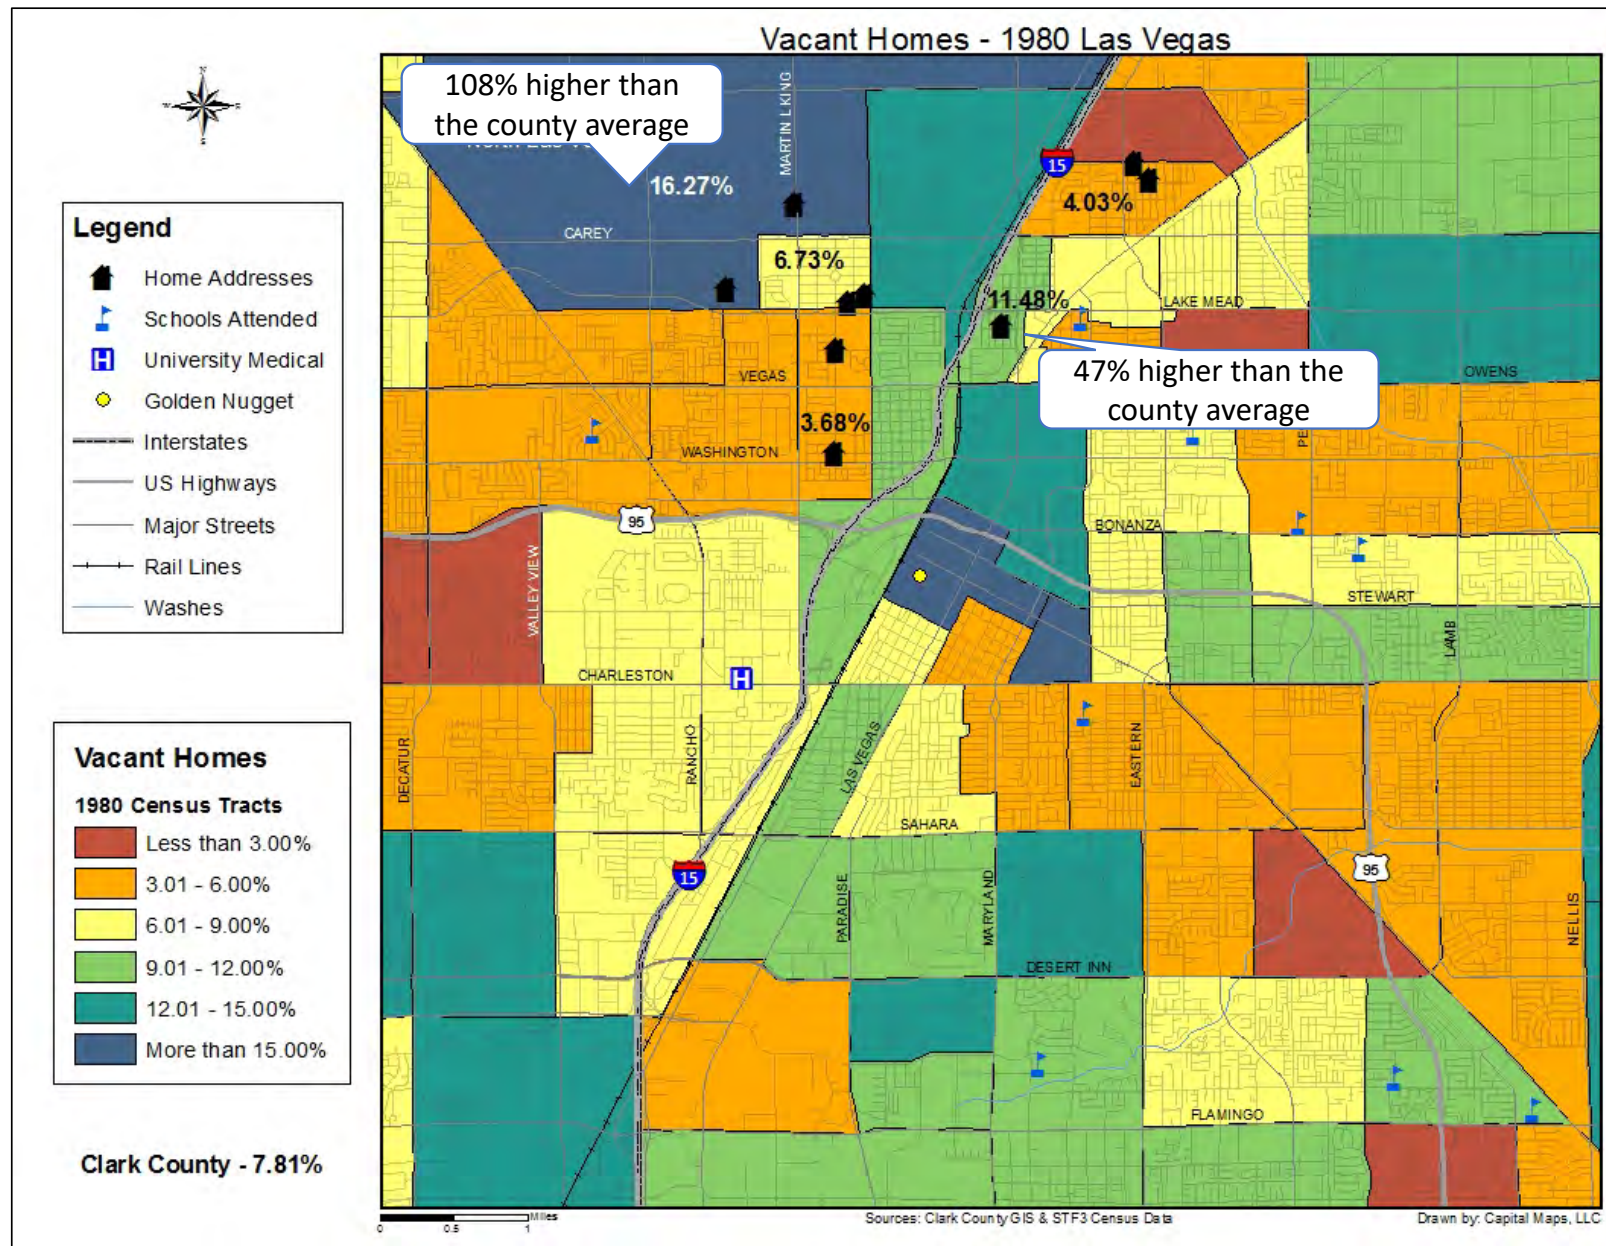 Vacant Homes - 1980 Las Vegas
108% higher than
the county average
MARTIN L KING
16.27%
CAREY
6.73%
15
4.03%
11.48%
LAKE MEAD
47% higher than the
county average
OWENS
VEGAS
3.68%
WASHINGTON
95
BONANZA
VALLEY VIEW
STEWART
LAMB
CHARLESTON
H
DECATUR
RANCHO
LAS VEGAS
EASTERN
SAHARA
15
PARADISE
MARYLAND
95
NELLIS
DESERT INN
FLAMINGO
N
W
E
S
Legend
Home Addresses
Schools Attended
H University Medical
Golden Nugget
Interstates
US Highways
Major Streets
Rail Lines
Washes
Vacant Homes
1980 Census Tracts
Less than 3.00%
3.01 - 6.00%
6.01 - 9.00%
9.01 - 12.00%
12.01 - 15.00%
More than 15.00%
Clark County - 7.81%
Miles
0 0.5 1
Sources: Clark County GIS & STF3 Census Data
Drawn by: Capital Maps, LLC